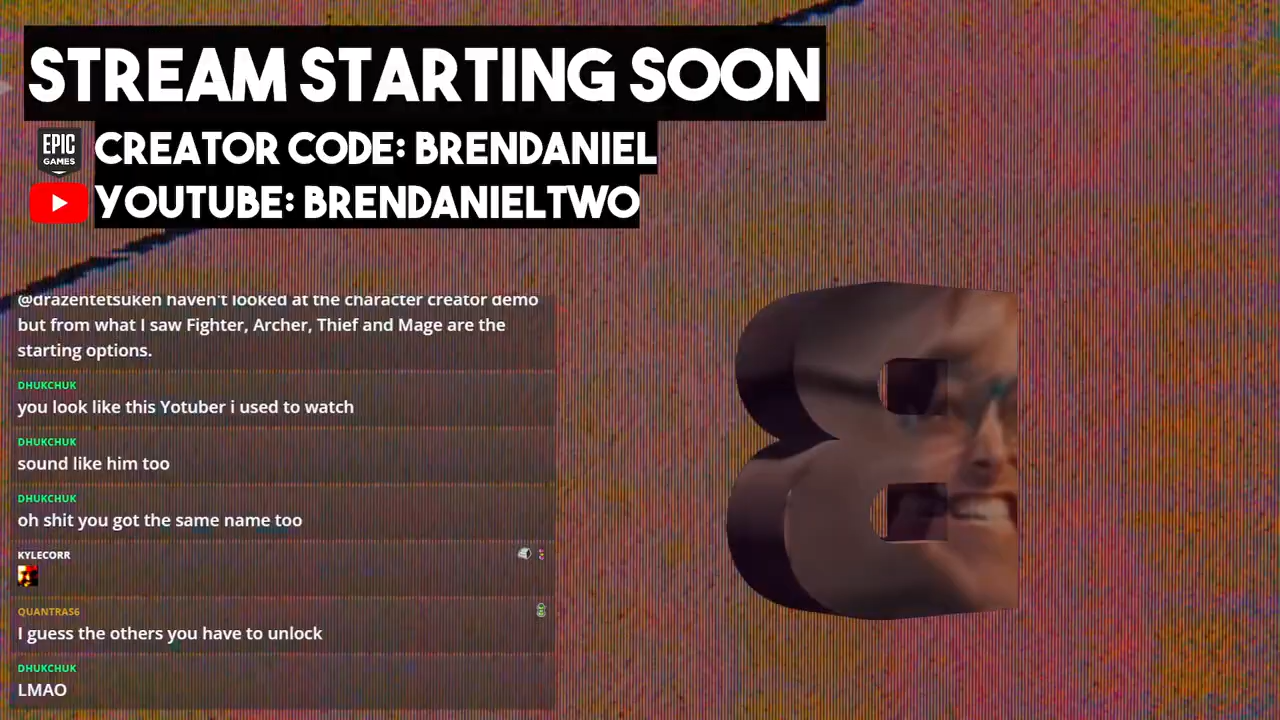 STREAM STARTING SOON
EPIC
GAMES
CREATOR CODE: BRENDANIEL
YOUTUBE: BRENDANIELTWO
@drazentetsuken haven't looked at the character creator demo
but from what I saw Fighter, Archer, Thief and Mage are the
starting options.
DHUKCHUK
you look like this Yotuber i used to watch
DHUKCHUK
sound like him too
DHUKCHUK
oh shit you got the same name too
KYLECORR
QUANTRAS6
I guess the others you have to unlock
DHUKCHUK
LMAO
B